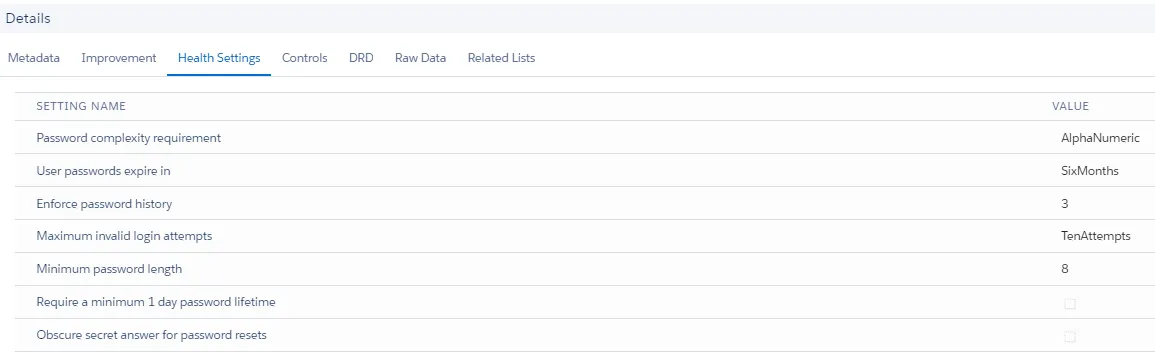 Details
Metadata Improvement Health Settings Controls DRD Raw Data Related Lists
SETTING NAME VALUE
Password complexity requirement AlphaNumeric
User passwords expire in SixMonths
Enforce password history 3
Maximum invalid login attempts TenAttempts
Minimum password length 8
Require a minimum 1 day password lifetime
Obscure secret answer for password resets